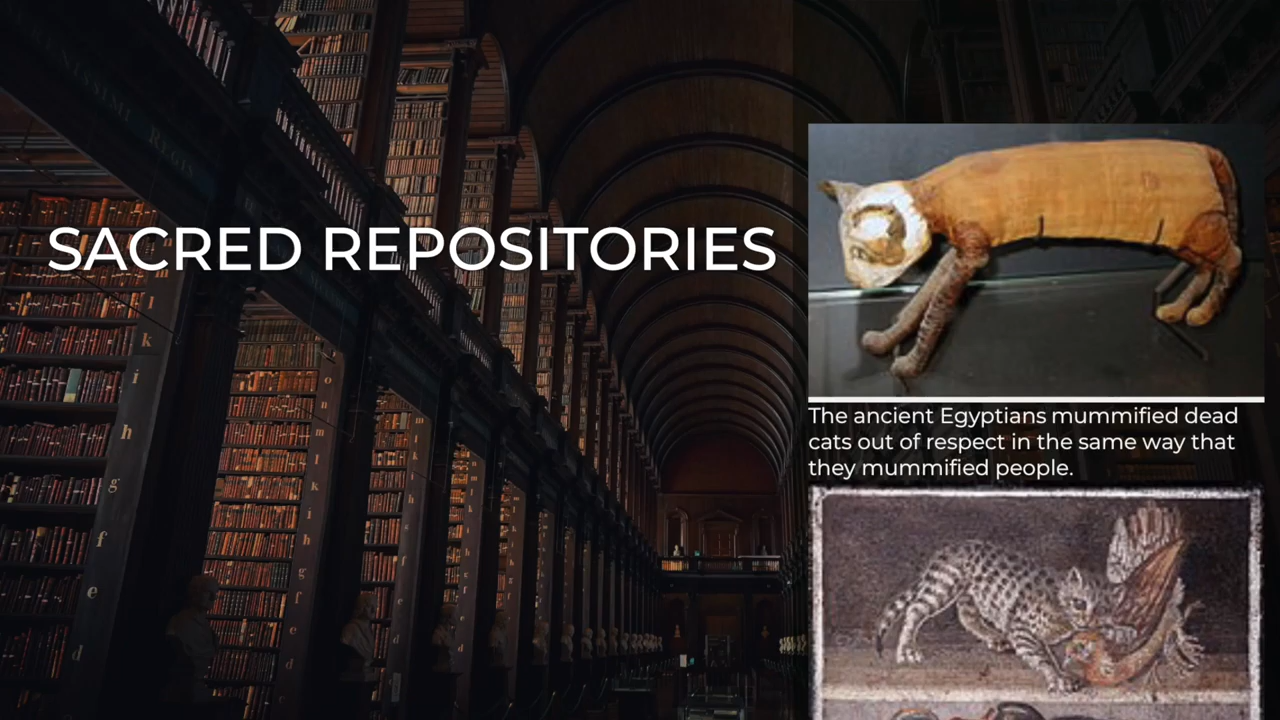 SACRED REPOSITORIES
The ancient Egyptians mummified dead
cats out of respect in the same way that
they mummified people.
k
i
h
g
f
e
d
o
n
m
l
k
i
h
g
f
e
d
c